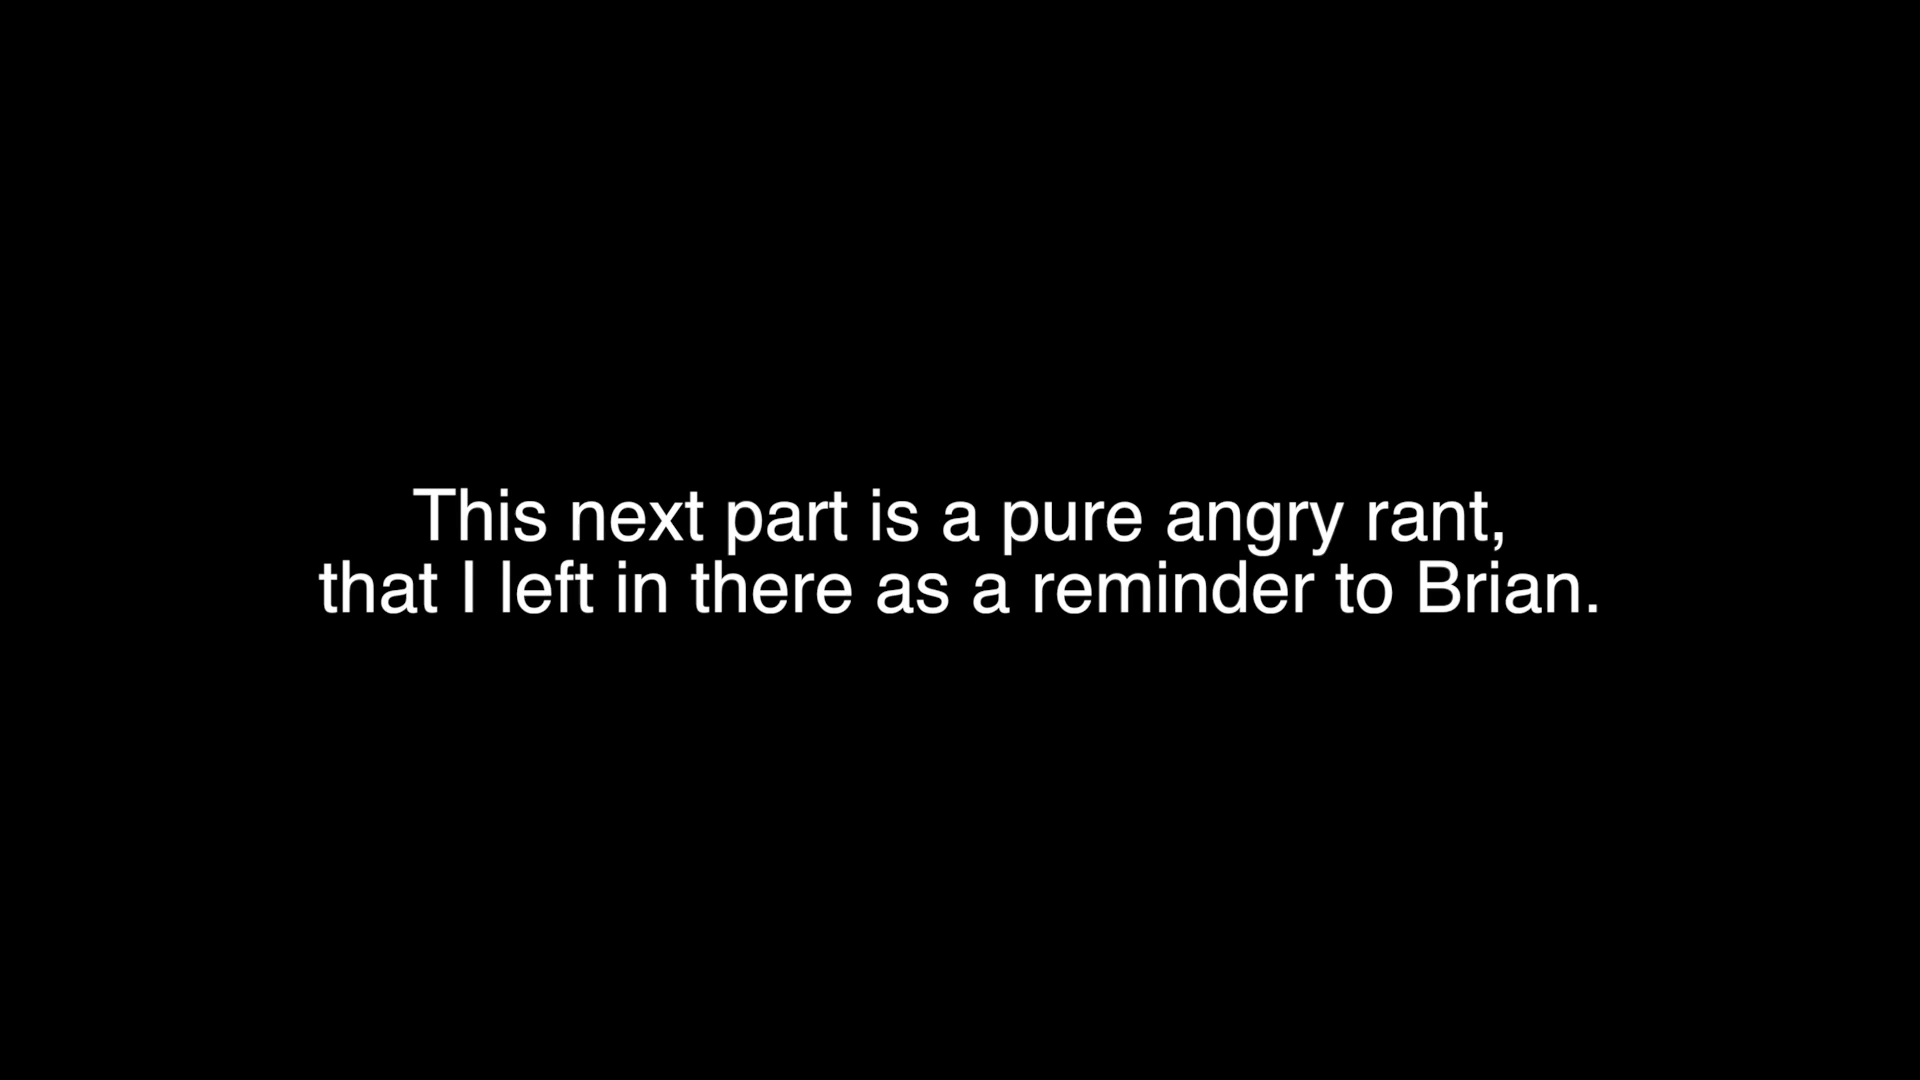 This next part is a pure angry rant,
that I left in there as a reminder to Brian.